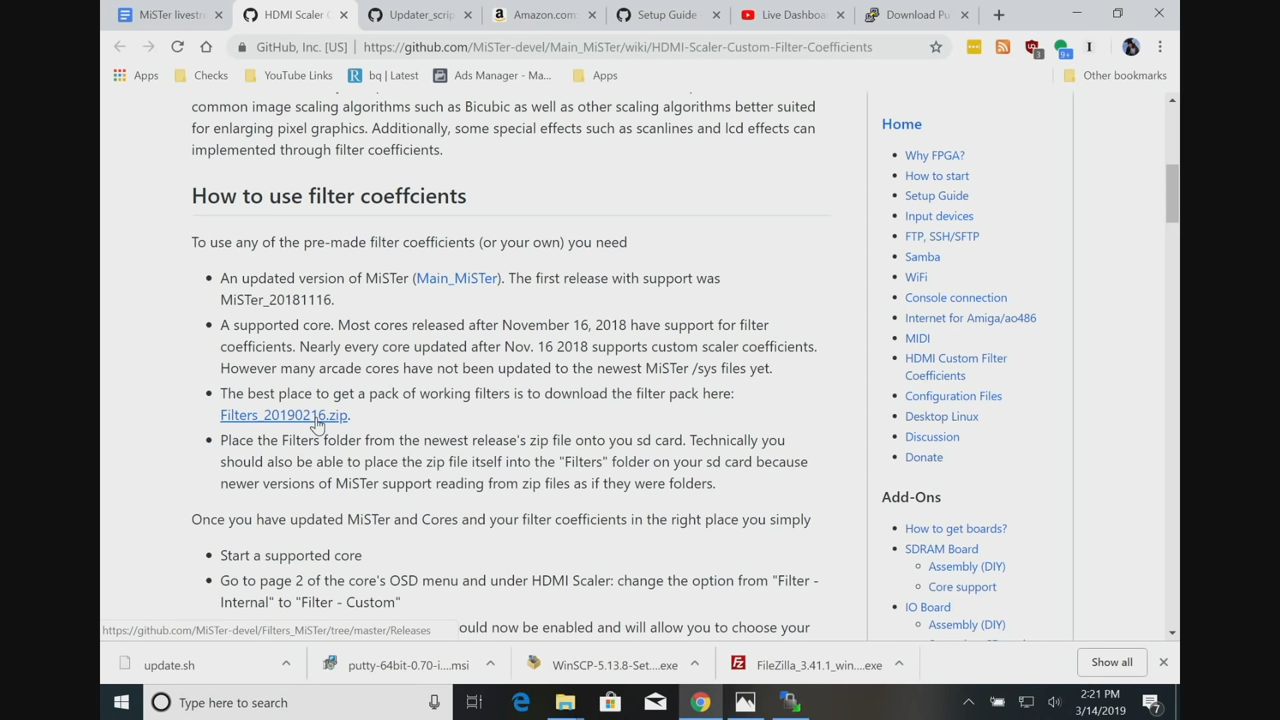 MiSTer livestre
HDMI Scaler C
Updater_scrip
Amazon.com:
Setup Guide
Live Dashboa
Download Pu
GitHub, Inc. [US]
https://github.com/MiSTer-devel/Main_MiSTer/wiki/HDMI-Scaler-Custom-Filter-Coefficients
3
9+
I
Apps
Checks
YouTube Links
R
bq | Latest
Ads Manager - Ma...
Apps
Other bookmarks
common image scaling algorithms such as Bicubic as well as other scaling algorithms better suited
for enlarging pixel graphics. Additionally, some special effects such as scanlines and lcd effects can
implemented through filter coefficients.
How to use filter coeffcients
To use any of the pre-made filter coefficients (or your own) you need
An updated version of MiSTer (Main_MiSTer). The first release with support was
MiSTer_20181116.
A supported core. Most cores released after November 16, 2018 have support for filter
coefficients. Nearly every core updated after Nov. 16 2018 supports custom scaler coefficients.
However many arcade cores have not been updated to the newest MiSTer /sys files yet.
The best place to get a pack of working filters is to download the filter pack here:
Filters_20190216.zip.
Place the Filters folder from the newest release's zip file onto you sd card. Technically you
should also be able to place the zip file itself into the "Filters" folder on your sd card because
newer versions of MiSTer support reading from zip files as if they were folders.
Once you have updated MiSTer and Cores and your filter coefficients in the right place you simply
Start a supported core
Go to page 2 of the core's OSD menu and under HDMI Scaler: change the option from "Filter -
Internal" to "Filter - Custom"
ould now be enabled and will allow you to choose your
https://github.com/MiSTer-devel/Filters_MiSTer/tree/master/Releases
Home
Why FPGA?
How to start
Setup Guide
Input devices
FTP, SSH/SFTP
Samba
WiFi
Console connection
Internet for Amiga/ao486
MIDI
HDMI Custom Filter
Coefficients
Configuration Files
Desktop Linux
Discussion
Donate
Add-Ons
How to get boards?
SDRAM Board
Assembly (DIY)
Core support
IO Board
Assembly (DIY)
update.sh
putty-64bit-0.70-i....msi
WinSCP-5.13.8-Set....exe
FileZilla_3.41.1_win....exe
Show all
Type here to search
2:21 PM
3/14/2019
7